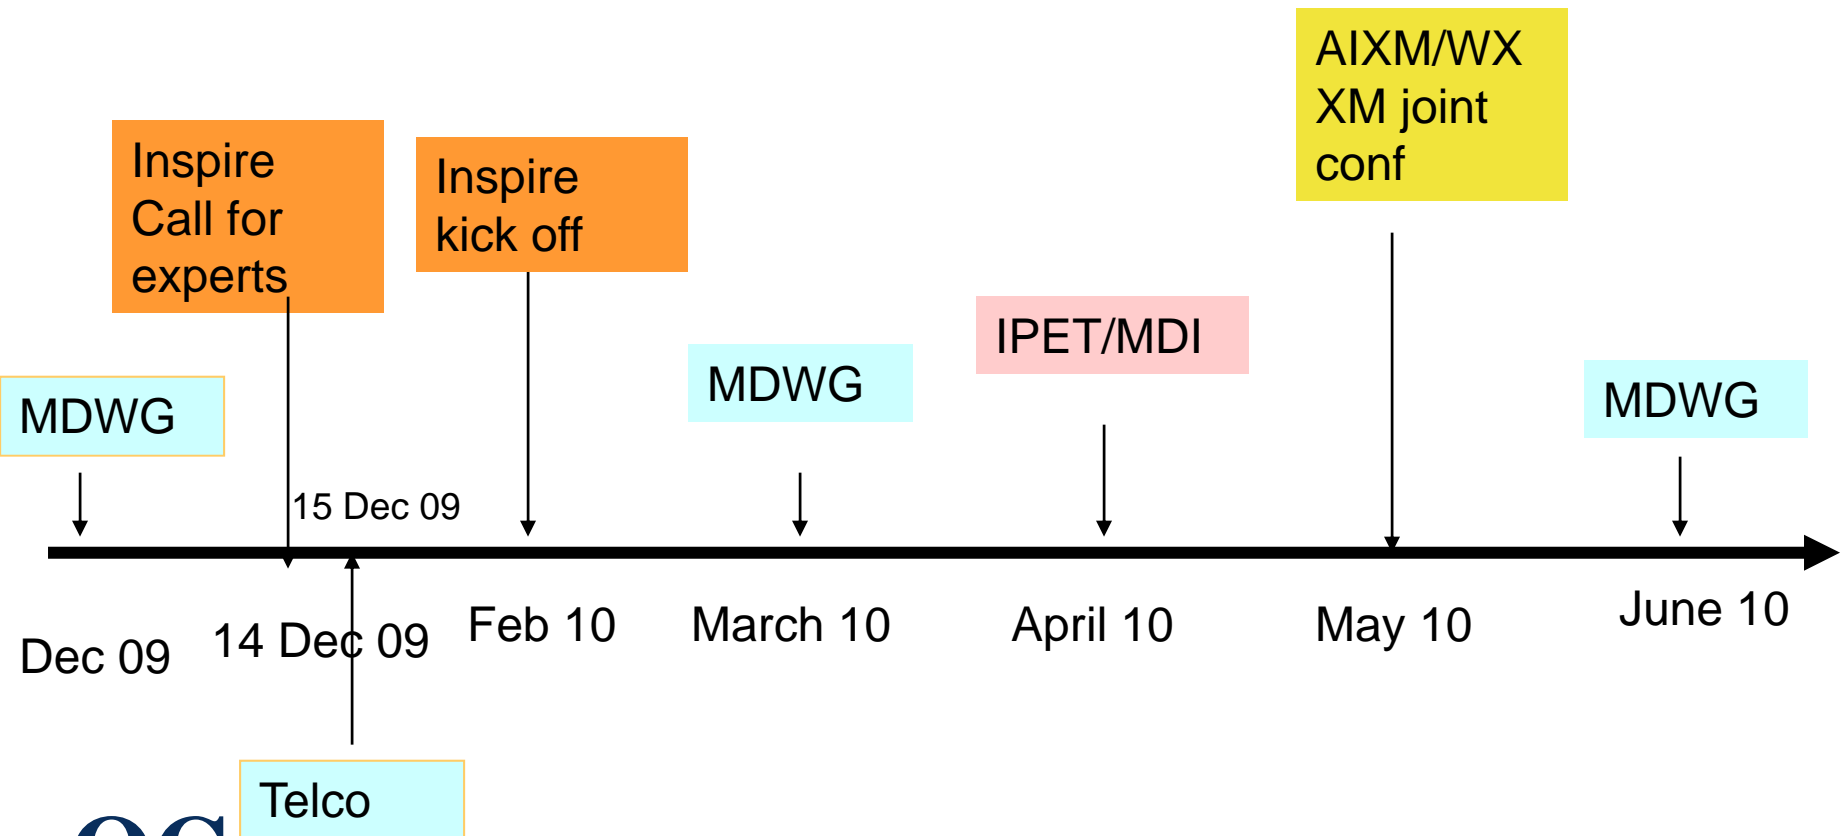 AIXM/WX
XM joint
conf
Inspire
Call for
experts
Inspire
kick off
IPET/MDI
MDWG
MDWG
MDWG
15 Dec 09
Dec 09
14 Dec 09
Feb 10
March 10
April 10
May 10
June 10
Telco